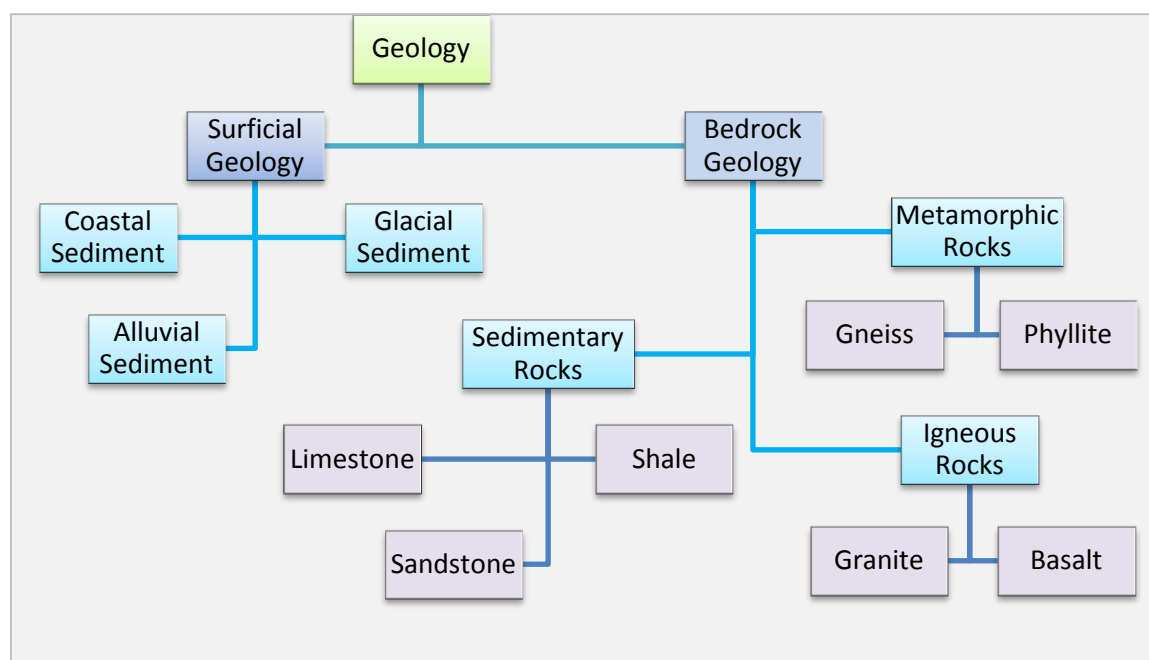 Geology
Surficial
Geology
Bedrock
Geology
Coastal
Sediment
Glacial
Sediment
Alluvial
Sediment
Metamorphic
Rocks
Gneiss
Phyllite
Sedimentary
Rocks
Limestone
Shale
Sandstone
Igneous
Rocks
Granite
Basalt